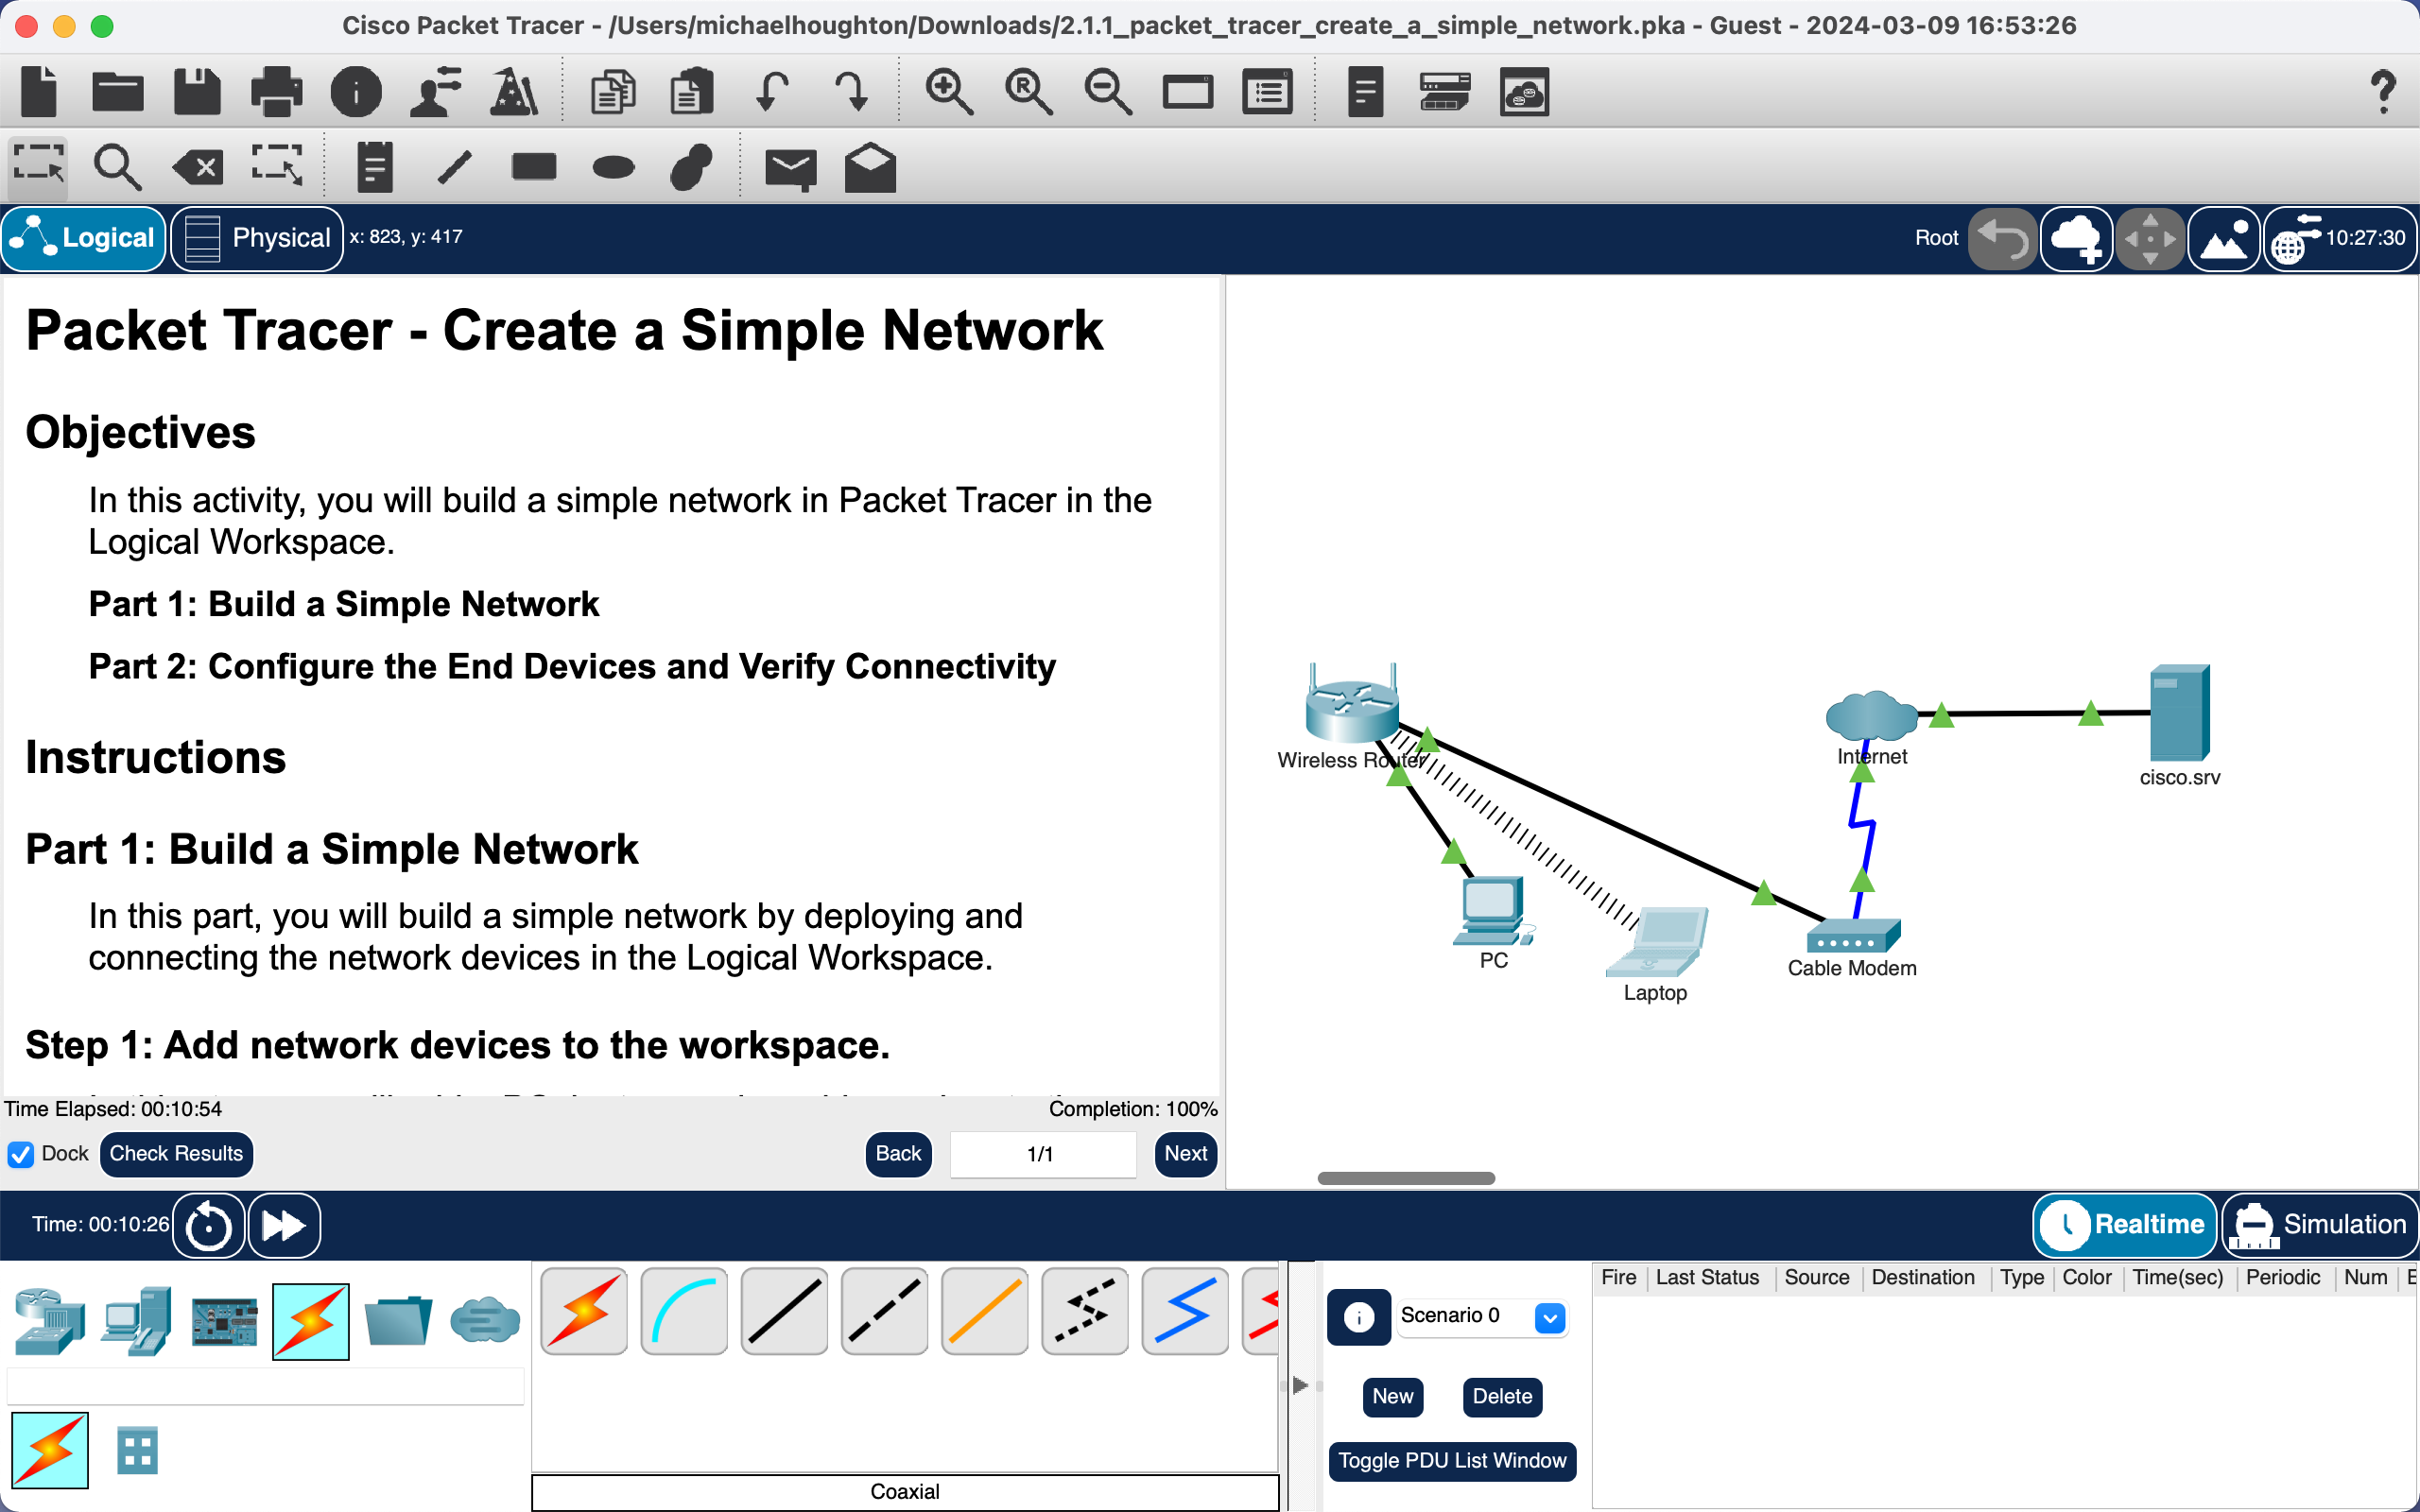 Cisco Packet Tracer - /Users/michaelhoughton/Downloads/2.1.1_packet_tracer_create_a_simple_network.pka - Guest - 2024-03-09 16:53:26
Logical
Physical
x: 823, y: 417
Root
10:27:30
Packet Tracer - Create a Simple Network
Objectives
In this activity, you will build a simple network in Packet Tracer in the
Logical Workspace.
Part 1: Build a Simple Network
Part 2: Configure the End Devices and Verify Connectivity
Instructions
Part 1: Build a Simple Network
In this part, you will build a simple network by deploying and
connecting the network devices in the Logical Workspace.
Step 1: Add network devices to the workspace.
Time Elapsed: 00:10:54
Completion: 100%
Dock
Check Results
Back
1/1
Next
Wireless Router
PC
Laptop
Cable Modem
Internet
cisco.srv
Time: 00:10:26
Realtime
Simulation
Coaxial
Scenario 0
New
Delete
Toggle PDU List Window
Fire Last Status Source Destination Type Color Time(sec) Periodic Num